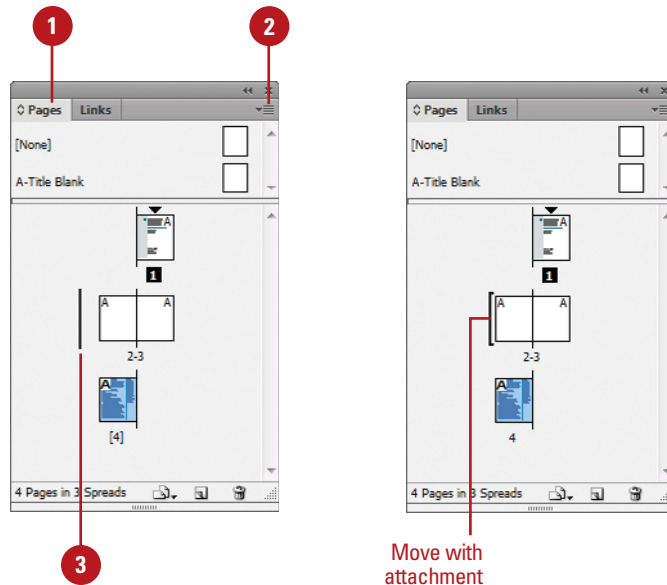 1
2
Pages Links
[None]
A-Title Blank
A
1
A A
2-3
A
[4]
4 Pages in 3 Spreads
3
Pages Links
[None]
A-Title Blank
A
1
A A
2-3
A
4
4 Pages in 3 Spreads
Move with
attachment